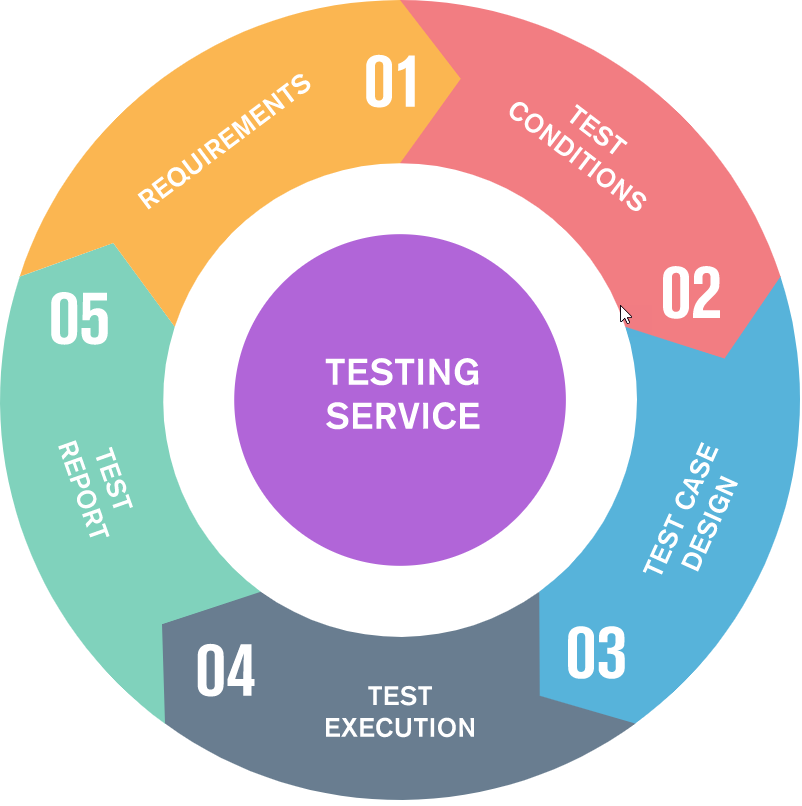 01
REQUIREMENTS
TEST
CONDITIONS
02
TEST CASE
DESIGN
03
TEST
EXECUTION
04
TEST
REPORT
05
TESTING
SERVICE